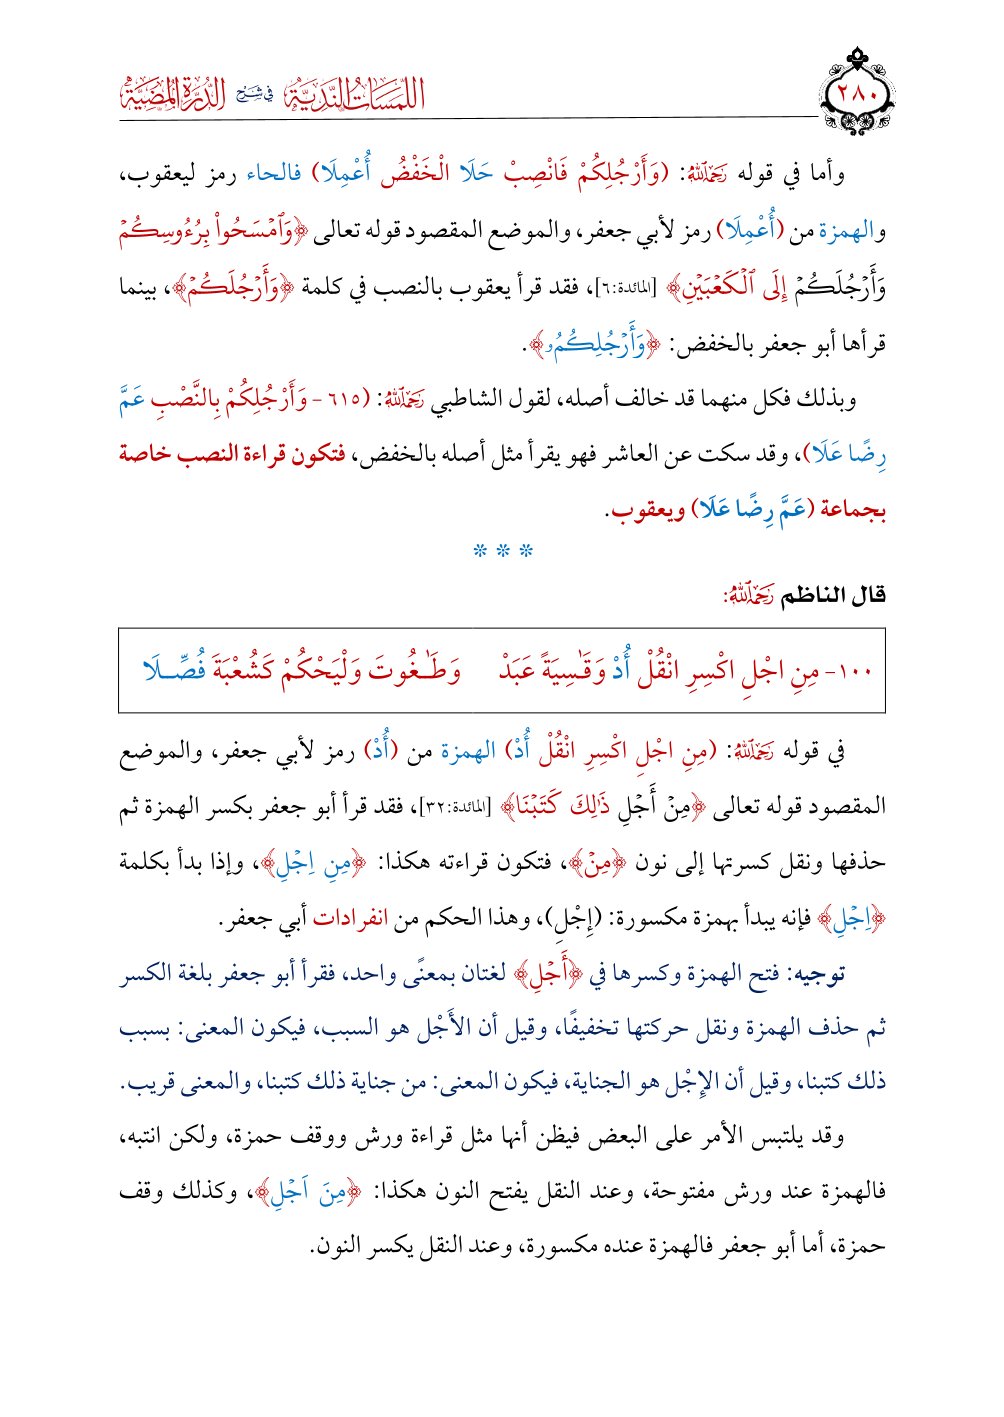 ٢٨٠
اللمسات الندية في شرح الدرة المضية
وأما في قوله رَحِمَهُ ٱللَّهُ: (وَأَرْجُلِكُمْ فَانْصِبْ حَلَا الْخَفْضُ أُعْمِلَا) فالحاء رمز ليعقوب،
والهمزة من (أُعْمِلَا) رمز لأبي جعفر، والموضع المقصود قوله تعالى ﴿وَٱمْسَحُواْ بِرُءُوسِكُمْ
وَأَرْجُلَكُمْ إِلَى ٱلْكَعْبَيْنِ﴾ [المائدة:٦]، فقد قرأ يعقوب بالنصب في كلمة ﴿وَأَرْجُلَكُمْ﴾، بينما
قرأها أبو جعفر بالخفض: ﴿وَأَرْجُلِكُمُۥ﴾.
وبذلك فكل منهما قد خالف أصله، لقول الشاطبي رَحِمَهُ ٱللَّهُ: (٦١٥ - وَأَرْجُلِكُمْ بِالنَّصْبِ عَمَّ
رِضًا عَلَا)، وقد سكت عن العاشر فهو يقرأ مثل أصله بالخفض، فتكون قراءة النصب خاصة
بجماعة (عَمَّ رِضًا عَلَا) ويعقوب.
* * *
قال الناظم رَحِمَهُ ٱللَّهُ:
١٠٠- مِنِ اجْلِ اكْسِرِ انْقُلْ أُدْ وَقَٰسِيَةً عَبَدْ وَطَٰـغُوتَ وَلْيَحْكُمْ كَشُعْبَةَ فُصِّـلَا
في قوله رَحِمَهُ ٱللَّهُ: (مِنِ اجْلِ اكْسِرِ انْقُلْ أُدْ) الهمزة من (أُدْ) رمز لأبي جعفر، والموضع
المقصود قوله تعالى ﴿مِنْ أَجْلِ ذَٰلِكَ كَتَبْنَا﴾ [المائدة:٣٢]، فقد قرأ أبو جعفر بكسر الهمزة ثم
حذفها ونقل كسرتها إلى نون ﴿مِنْ﴾، فتكون قراءته هكذا: ﴿مِنِ اِجْلِ﴾، وإذا بدأ بكلمة
﴿اِجْلِ﴾ فإنه يبدأ بهمزة مكسورة: (إِجْلِ)، وهذا الحكم من انفرادات أبي جعفر.
توجيه: فتح الهمزة وكسرها في ﴿أَجْلِ﴾ لغتان بمعنًى واحد، فقرأ أبو جعفر بلغة الكسر
ثم حذف الهمزة ونقل حركتها تخفيفًا، وقيل أن الأَجْل هو السبب، فيكون المعنى: بسبب
ذلك كتبنا، وقيل أن الإِجْل هو الجناية، فيكون المعنى: من جناية ذلك كتبنا، والمعنى قريب.
وقد يلتبس الأمر على البعض فيظن أنها مثل قراءة ورش ووقف حمزة، ولكن انتبه،
فالهمزة عند ورش مفتوحة، وعند النقل يفتح النون هكذا: ﴿مِنَ اَجْلِ﴾، وكذلك وقف
حمزة، أما أبو جعفر فالهمزة عنده مكسورة، وعند النقل يكسر النون.